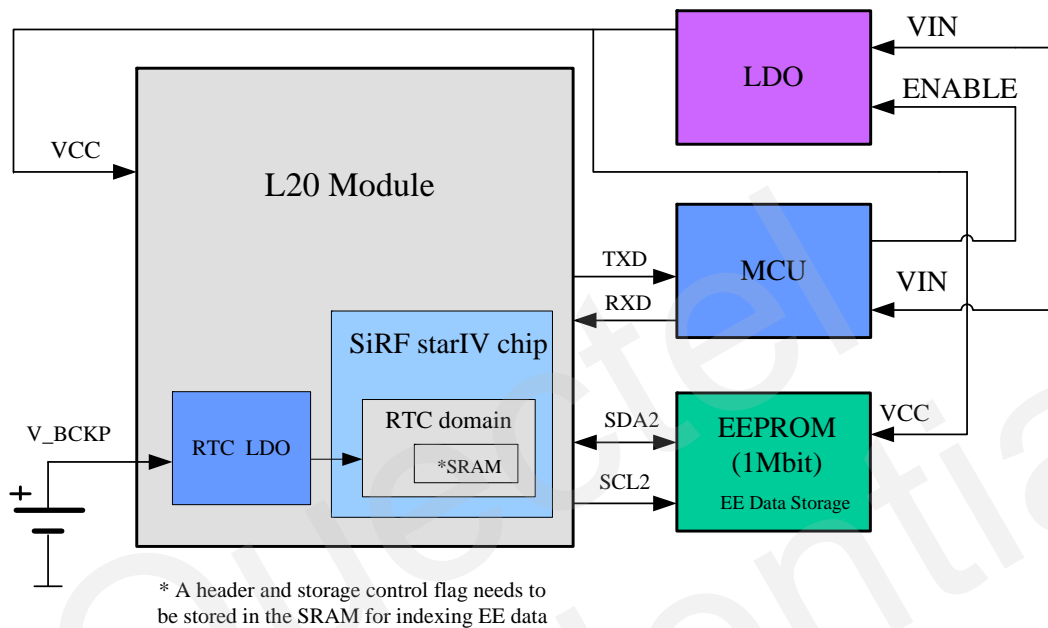 LDO
VIN
ENABLE
VCC
L20 Module
MCU
TXD
RXD
VIN
SiRF starIV chip
RTC domain
*SRAM
RTC LDO
V_BCKP
+
SDA2
SCL2
EEPROM
(1Mbit)
EE Data Storage
VCC
* A header and storage control flag needs to
be stored in the SRAM for indexing EE data